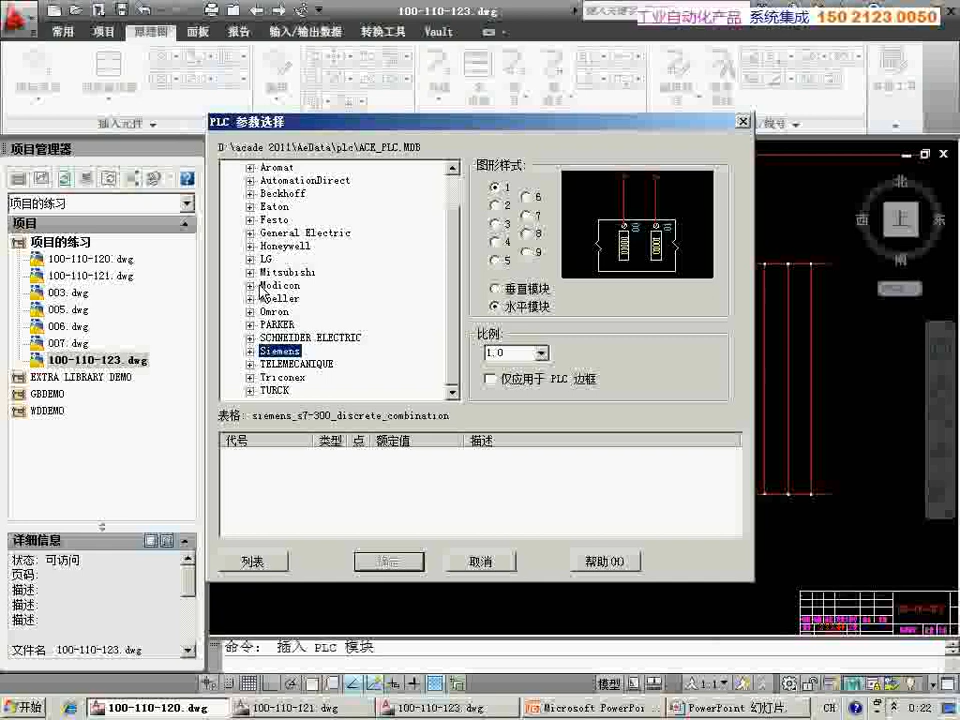 100-110-123.dwg
工业自动化产品 系统集成 150 2123 0050
常用 项目 原理图 面板 报告 输入/输出数据 转换工具 Vault
插入元件
项目管理器
项目的练习
项目
项目的练习
100-110-120.dwg
100-110-121.dwg
003.dwg
005.dwg
006.dwg
007.dwg
100-110-123.dwg
EXTRA LIBRARY DEMO
GBDEMO
WDDEMO
详细信息
状态: 可访问
页码:
描述:
描述:
描述:
文件名 100-110-123.dwg
PLC 参数选择
D:\acade 2011\AeData\plc\ACE_PLC.MDB
Aromat
AutomationDirect
Beckhoff
Eaton
Festo
General Electric
Honeywell
LG
Mitsubishi
Modicon
Moeller
Omron
PARKER
SCHNEIDER ELECTRIC
Siemens
TELEMECANIQUE
Triconex
TURCK
图形样式:
1
2
3
4
5
6
7
8
9
垂直模块
水平模块
比例:
1.0
仅应用于 PLC 边框
表格: siemens_s7-300_discrete_combination
代号 类型 点 额定值 描述
列表 确定 取消 帮助(H)
北
西 上 东
南
命令: 插入 PLC 模块
模型 1:1
开始 100-110-120.dwg 100-110-121.dwg 100-110-123.dwg Microsoft PowerPoi PowerPoint 幻灯片 CH 0:22